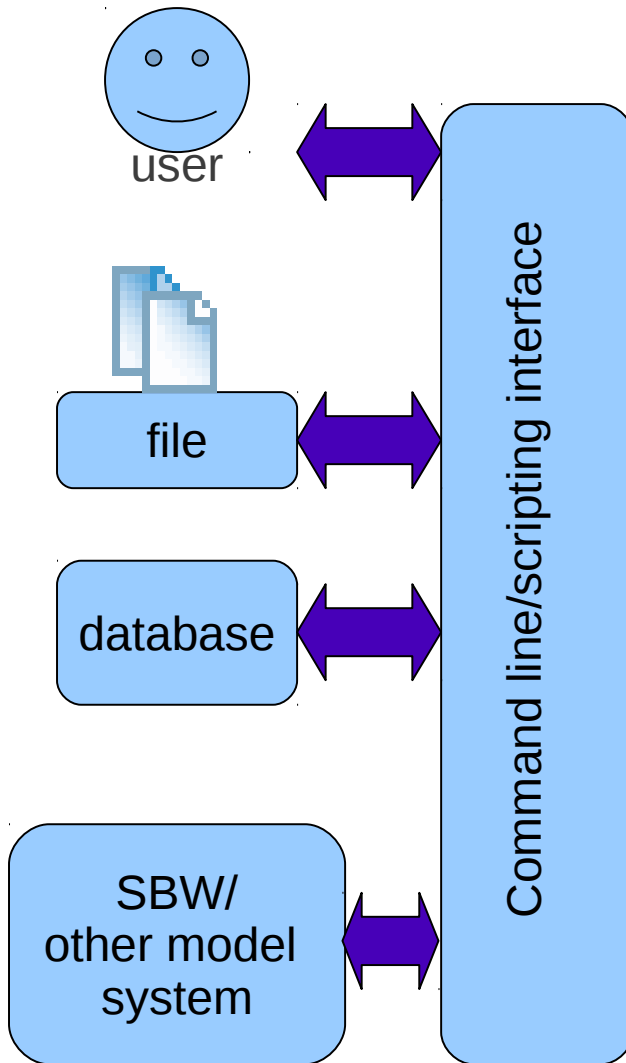 user
file
database
SBW/
other model
system
Command line/scripting interface